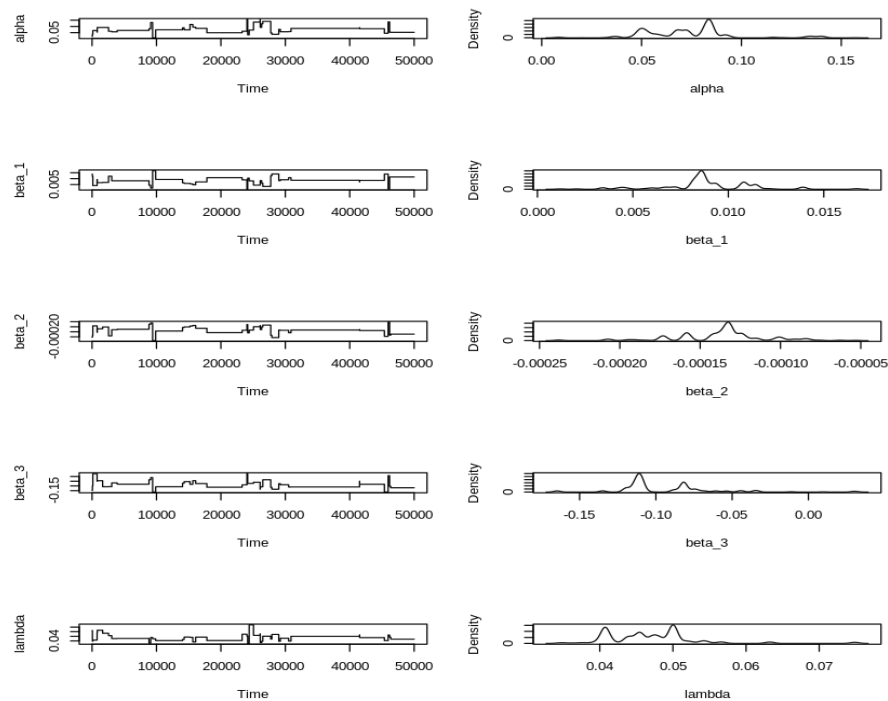 alpha
0.05
0 10000 20000 30000 40000 50000
Time
Density
0
0.00 0.05 0.10 0.15
alpha
beta_1
0.005
0 10000 20000 30000 40000 50000
Time
Density
0
0.000 0.005 0.010 0.015
beta_1
beta_2
-0.00020
0 10000 20000 30000 40000 50000
Time
Density
0
-0.00025 -0.00020 -0.00015 -0.00010 -0.00005
beta_2
beta_3
-0.15
0 10000 20000 30000 40000 50000
Time
Density
0
-0.15 -0.10 -0.05 0.00
beta_3
lambda
0.04
0 10000 20000 30000 40000 50000
Time
Density
0
0.04 0.05 0.06 0.07
lambda